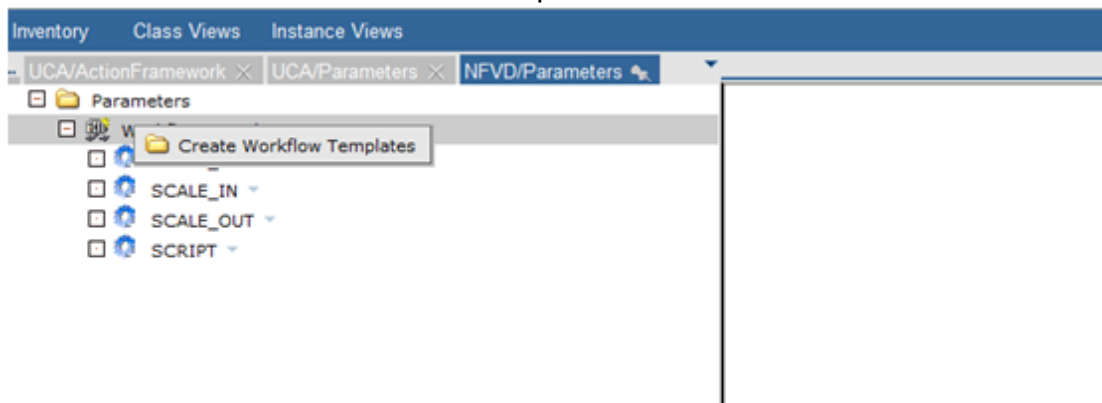 Inventory Class Views Instance Views
UCA/ActionFramework UCA/Parameters NFVD/Parameters
Parameters
Create Workflow Templates
SCALE_IN
SCALE_OUT
SCRIPT